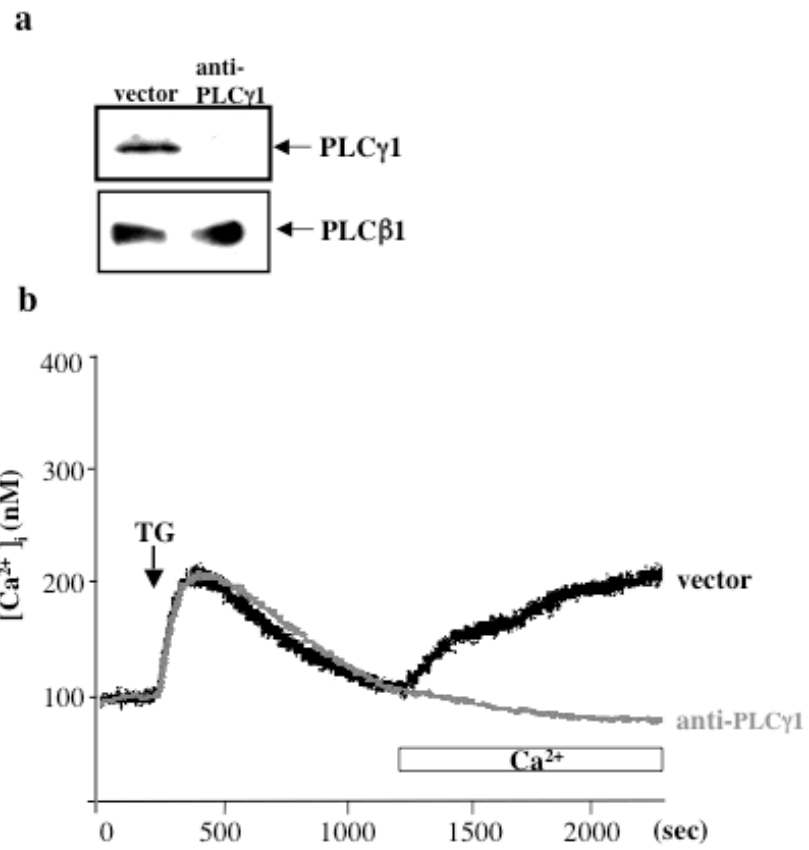 a
vector anti-PLCγ1
PLCγ1
PLCβ1
b
[Ca²⁺]ᵢ (nM)
400
300
200
100
TG
vector
anti-PLCγ1
Ca²⁺
0 500 1000 1500 2000 (sec)